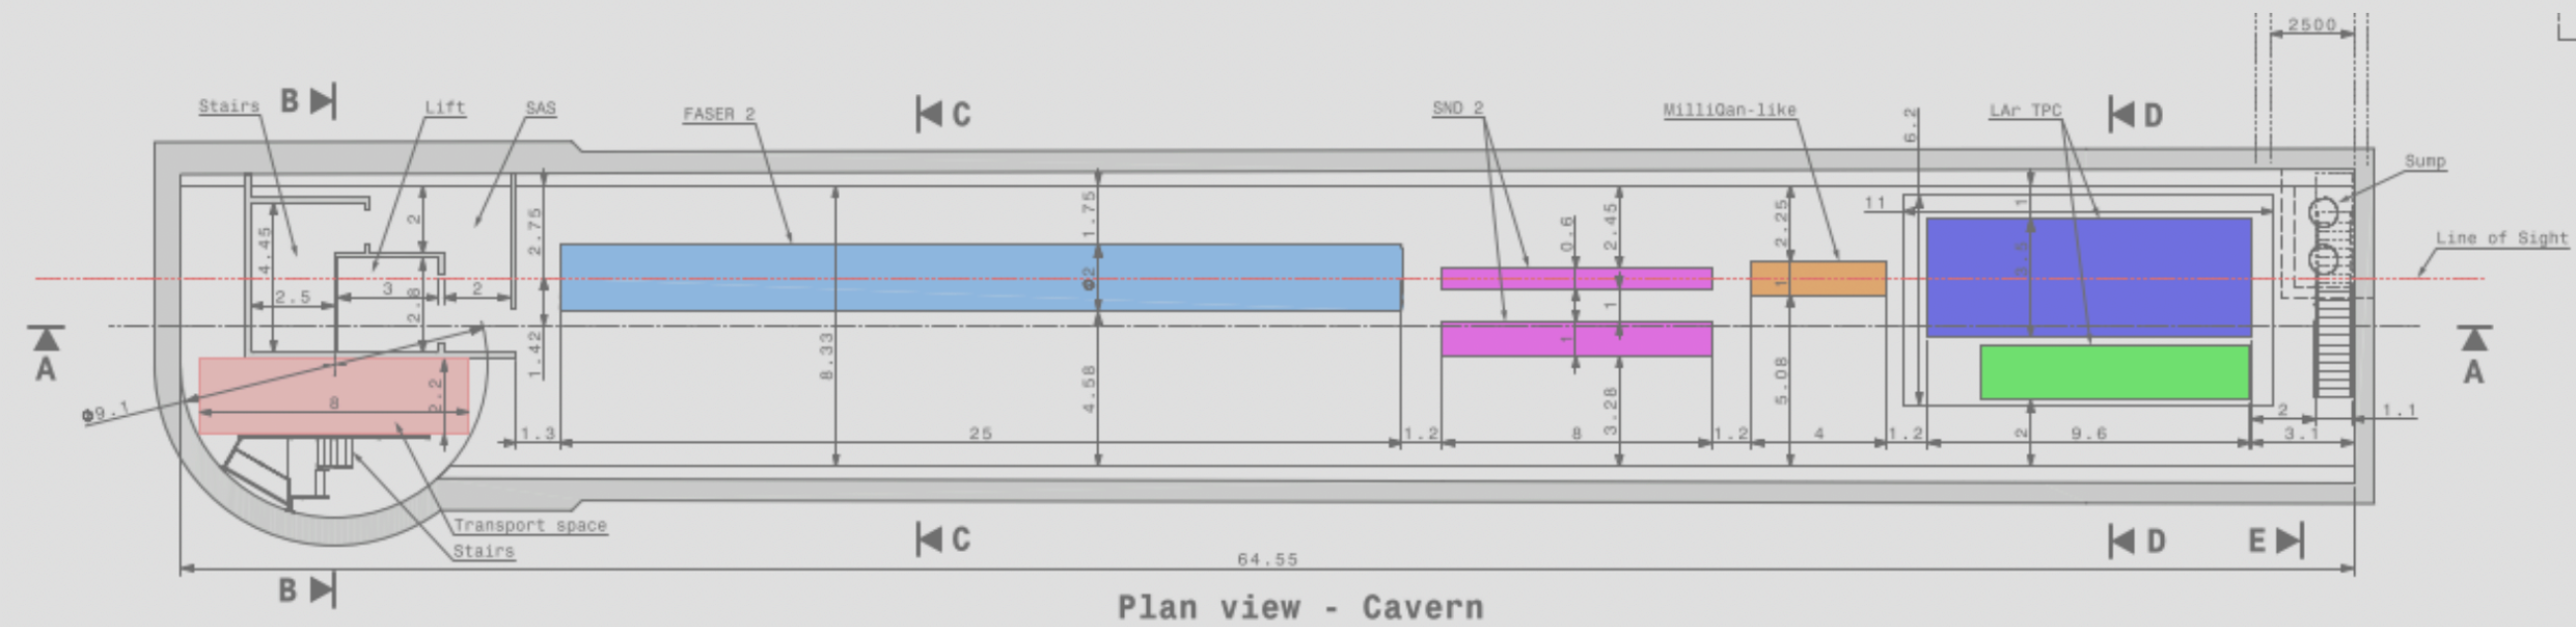 2500
B
Stairs
Lift
SAS
FASER 2
C
SND 2
MilliQan-like
LAr TPC
D
6.2
Sump
Line of Sight
2
2.75
1.75
0.6
2.45
2.25
11
1
4.45
2.5
3
2.8
2
ø2
1
1
A
1.42
8.33
4.58
1
5.08
3.28
A
ø9.1
8
2.2
1.3
25
1.2
8
1.2
4
1.2
9.6
2
2
3.1
1.1
Transport space
Stairs
C
D
E
64.55
B
Plan view - Cavern